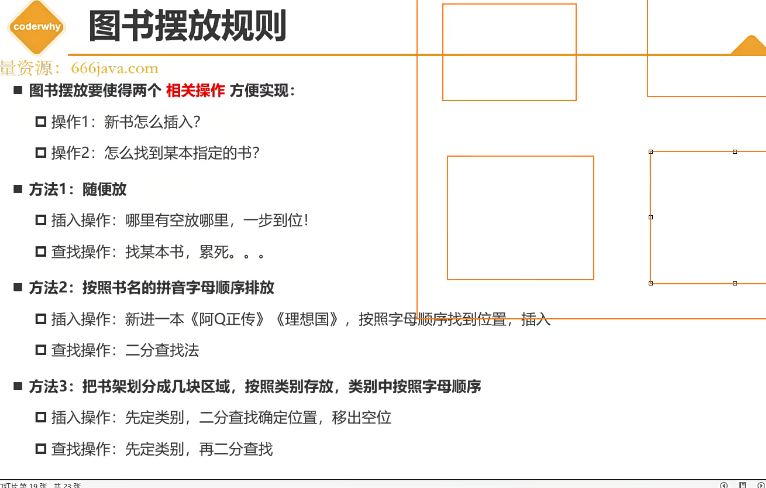 coderwhy
图书摆放规则
量资源：666java.com
图书摆放要使得两个 相关操作 方便实现：
操作1：新书怎么插入？
操作2：怎么找到某本指定的书？
方法1：随便放
插入操作：哪里有空放哪里，一步到位！
查找操作：找某本书，累死。。。
方法2：按照书名的拼音字母顺序排放
插入操作：新进一本《阿Q正传》《理想国》，按照字母顺序找到位置，插入
查找操作：二分查找法
方法3：把书架划分成几块区域，按照类别存放，类别中按照字母顺序
插入操作：先定类别，二分查找确定位置，移出空位
查找操作：先定类别，再二分查找
幻灯片 第 19 张，共 23 张